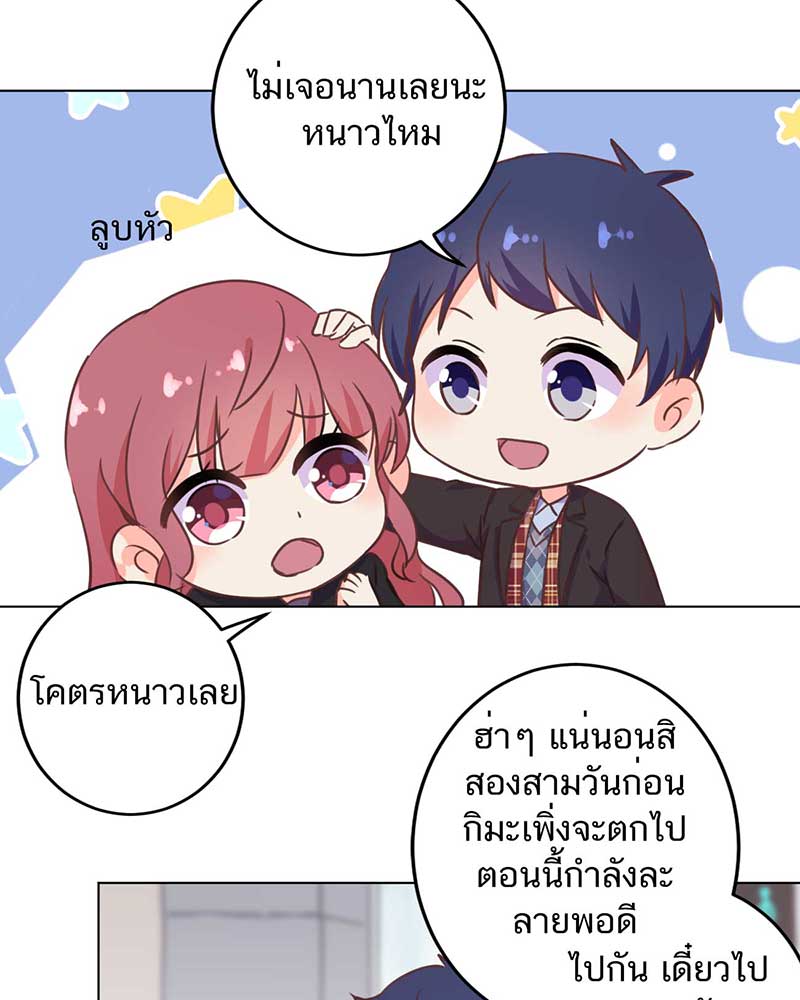 ไม่เจอนานเลยนะ
หนาวไหม
ลูบหัว
โคตรหนาวเลย
ฮ่าๆ แน่นอนสิ
สองสามวันก่อน
กิมะเพิ่งจะตกไป
ตอนนี้กำลังละ
ลายพอดี
ไปกัน เดี๋ยวไป